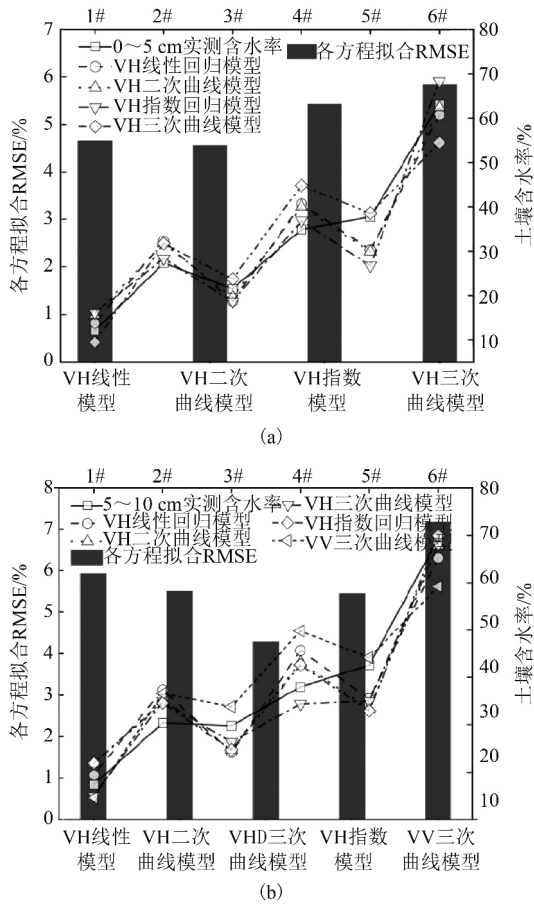 1# 2# 3# 4# 5# 6#
7
6
5
4
3
2
1
0
80
70
60
50
40
30
20
10
各方程拟合RMSE/%
土壤含水率/%
0～5 cm实测含水率
VH线性回归模型
VH二次曲线模型
VH指数回归模型
VH三次曲线模型
各方程拟合RMSE
VH线性 VH二次 VH指数 VH三次
模型 曲线模型 模型 曲线模型
(a)
1# 2# 3# 4# 5# 6#
8
7
6
5
4
3
2
1
0
80
70
60
50
40
30
20
10
各方程拟合RMSE/%
土壤含水率/%
5～10 cm实测含水率 VH三次曲线模型
VH线性回归模型 VH指数回归模型
VH二次曲线模型 VV三次曲线模型
各方程拟合RMSE
VH线性 VH二次 VHD三次 VH指数 VV三次
模型 曲线模型 曲线模型 模型 曲线模型
(b)